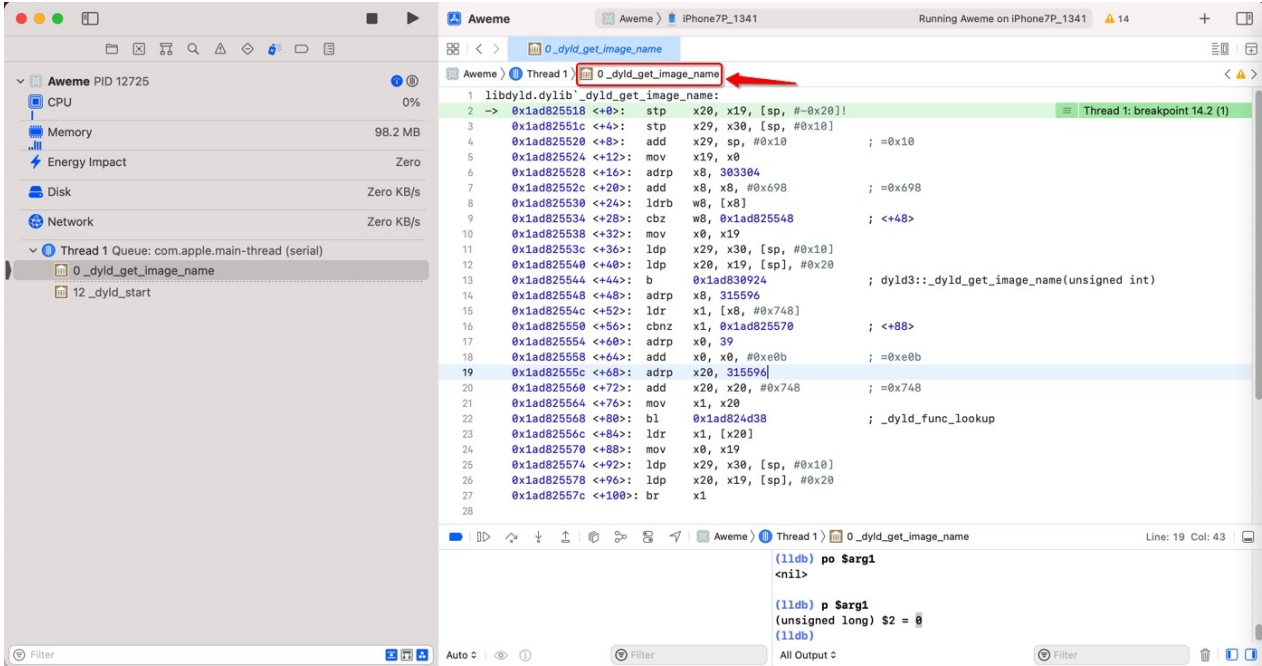 Aweme
Aweme 〉 iPhone7P_1341
Running Aweme on iPhone7P_1341
14
0 _dyld_get_image_name
Aweme PID 12725
CPU
0%
Memory
98.2 MB
Energy Impact
Zero
Disk
Zero KB/s
Network
Zero KB/s
Thread 1 Queue: com.apple.main-thread (serial)
0 _dyld_get_image_name
12 _dyld_start
Filter
Aweme 〉 Thread 1 〉 0 _dyld_get_image_name
1 libdyld.dylib`_dyld_get_image_name:
2 -> 0x1ad825518 <+0>: stp x20, x19, [sp, #-0x20]! Thread 1: breakpoint 14.2 (1)
3 0x1ad82551c <+4>: stp x29, x30, [sp, #0x10]
4 0x1ad825520 <+8>: add x29, sp, #0x10 ; =0x10
5 0x1ad825524 <+12>: mov x19, x0
6 0x1ad825528 <+16>: adrp x8, 303304
7 0x1ad82552c <+20>: add x8, x8, #0x698 ; =0x698
8 0x1ad825530 <+24>: ldrb w8, [x8]
9 0x1ad825534 <+28>: cbz w8, 0x1ad825548 ; <+48>
10 0x1ad825538 <+32>: mov x0, x19
11 0x1ad82553c <+36>: ldp x29, x30, [sp, #0x10]
12 0x1ad825540 <+40>: ldp x20, x19, [sp], #0x20
13 0x1ad825544 <+44>: b 0x1ad830924 ; dyld3::_dyld_get_image_name(unsigned int)
14 0x1ad825548 <+48>: adrp x8, 315596
15 0x1ad82554c <+52>: ldr x1, [x8, #0x748]
16 0x1ad825550 <+56>: cbnz x1, 0x1ad825570 ; <+88>
17 0x1ad825554 <+60>: adrp x0, 39
18 0x1ad825558 <+64>: add x0, x0, #0xe0b ; =0xe0b
19 0x1ad82555c <+68>: adrp x20, 315596
20 0x1ad825560 <+72>: add x20, x20, #0x748 ; =0x748
21 0x1ad825564 <+76>: mov x1, x20
22 0x1ad825568 <+80>: bl 0x1ad824d38 ; _dyld_func_lookup
23 0x1ad82556c <+84>: ldr x1, [x20]
24 0x1ad825570 <+88>: mov x0, x19
25 0x1ad825574 <+92>: ldp x29, x30, [sp, #0x10]
26 0x1ad825578 <+96>: ldp x20, x19, [sp], #0x20
27 0x1ad82557c <+100>: br x1
28
Aweme 〉 Thread 1 〉 0 _dyld_get_image_name
Line: 19 Col: 43
(lldb) po $arg1
<nil>
(lldb) p $arg1
(unsigned long) $2 = 0
(lldb)
Auto
Filter
All Output
Filter